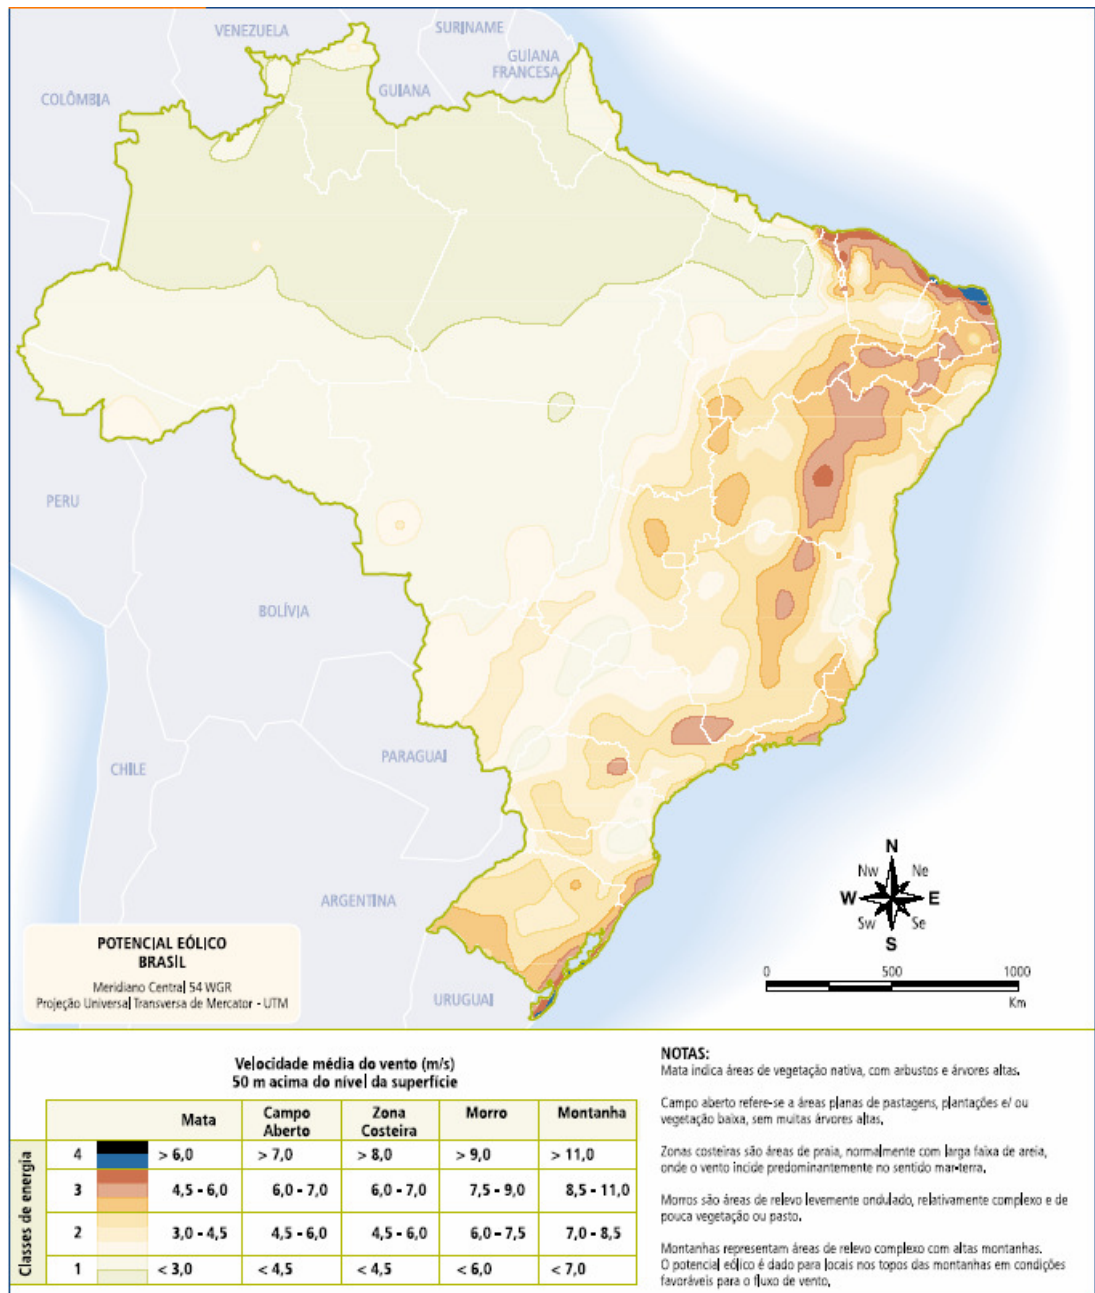 VENEZUELA
SURINAME
GUIANA
FRANCESA
COLÔMBIA
GUIANA
PERU
BOLÍVIA
PARAGUAI
CHILE
ARGENTINA
URUGUAI
N
Nw Ne
W E
Sw Se
S
0 500 1000
Km
POTENCIAL EÓLICO
BRASIL
Meridiano Central 54 WGR
Projeção Universal Transversa de Mercator - UTM
Velocidade média do vento (m/s)
50 m acima do nível da superfície
Mata Campo Aberto Zona Costeira Morro Montanha
Classes de energia
4 > 6,0 > 7,0 > 8,0 > 9,0 > 11,0
3 4,5 - 6,0 6,0 - 7,0 6,0 - 7,0 7,5 - 9,0 8,5 - 11,0
2 3,0 - 4,5 4,5 - 6,0 4,5 - 6,0 6,0 - 7,5 7,0 - 8,5
1 < 3,0 < 4,5 < 4,5 < 6,0 < 7,0
NOTAS:
Mata indica áreas de vegetação nativa, com arbustos e árvores altas.
Campo aberto refere-se a áreas planas de pastagens, plantações e/ ou
vegetação baixa, sem muitas árvores altas.
Zonas costeiras são áreas de praia, normalmente com larga faixa de areia,
onde o vento incide predominantemente no sentido mar-terra.
Morros são áreas de relevo levemente ondulado, relativamente complexo e de
pouca vegetação ou pasto.
Montanhas representam áreas de relevo complexo com altas montanhas.
O potencial eólico é dado para locais nos topos das montanhas em condições
favoráveis para o fluxo de vento.